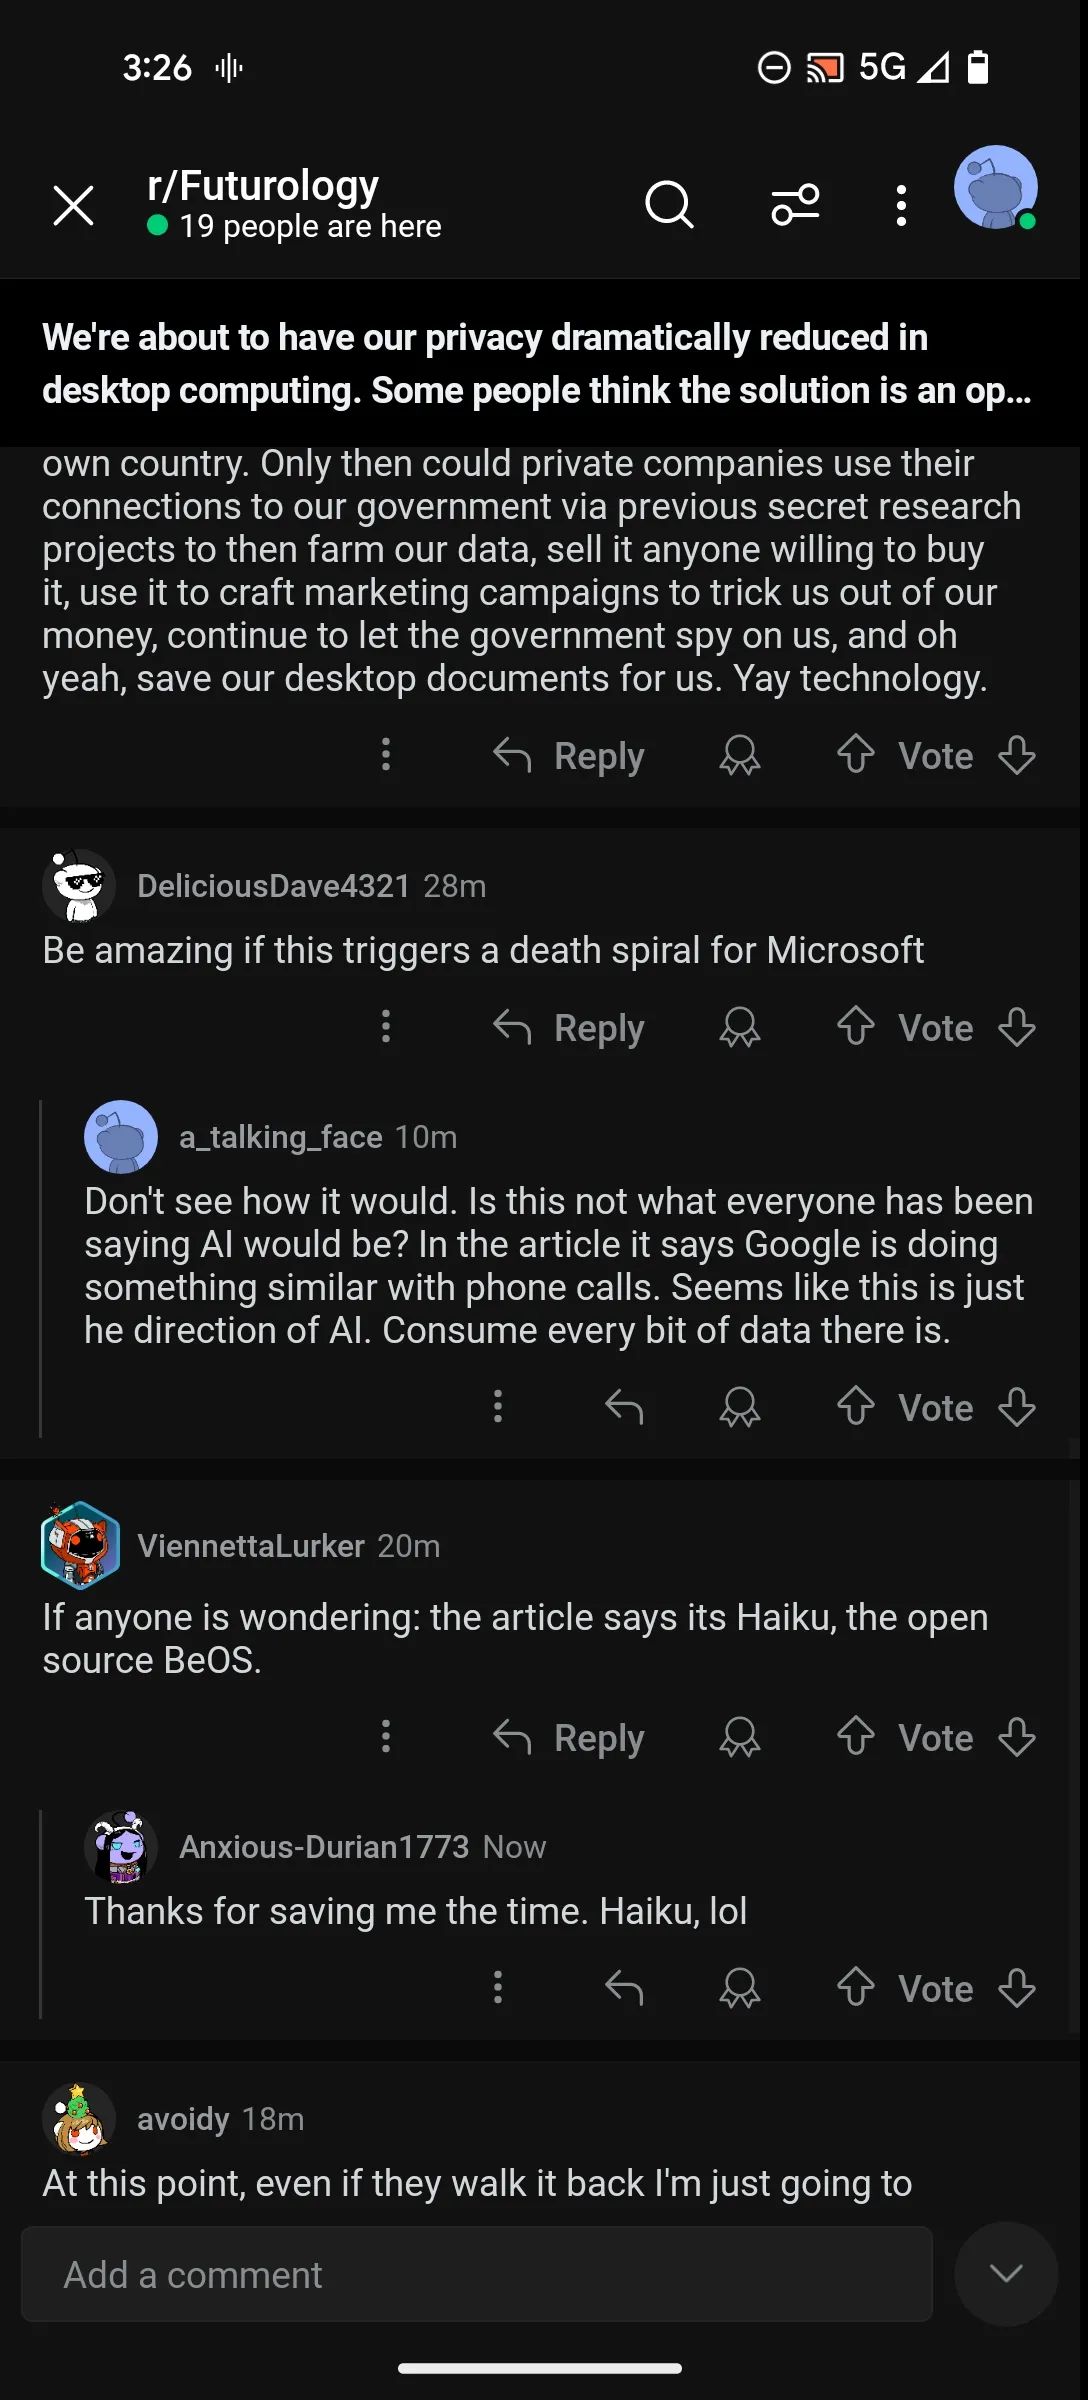 3:26
5G
r/Futurology
19 people are here
We're about to have our privacy dramatically reduced in
desktop computing. Some people think the solution is an op...
own country. Only then could private companies use their
connections to our government via previous secret research
projects to then farm our data, sell it anyone willing to buy
it, use it to craft marketing campaigns to trick us out of our
money, continue to let the government spy on us, and oh
yeah, save our desktop documents for us. Yay technology.
Reply Vote
DeliciousDave4321 28m
Be amazing if this triggers a death spiral for Microsoft
Reply Vote
a_talking_face 10m
Don't see how it would. Is this not what everyone has been
saying AI would be? In the article it says Google is doing
something similar with phone calls. Seems like this is just
he direction of AI. Consume every bit of data there is.
Vote
ViennettaLurker 20m
If anyone is wondering: the article says its Haiku, the open
source BeOS.
Reply Vote
Anxious-Durian1773 Now
Thanks for saving me the time. Haiku, lol
Vote
avoidy 18m
At this point, even if they walk it back I'm just going to
Add a comment